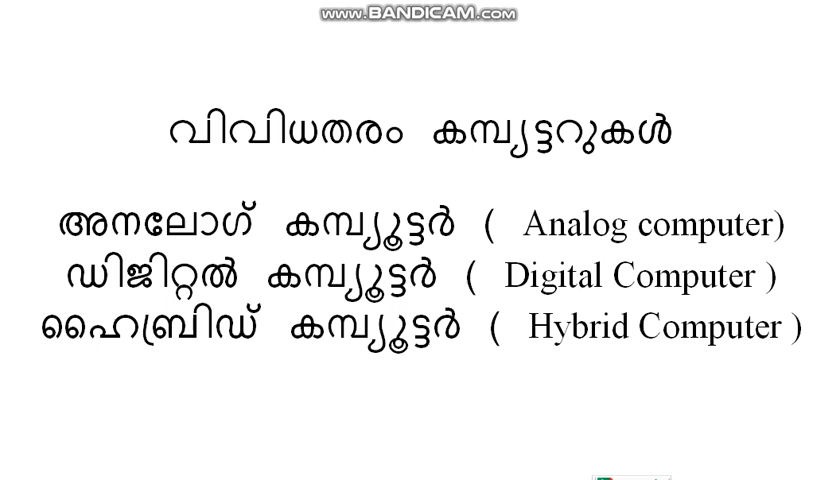 www.BANDICAM.com
വിവിധതരം കമ്പ്യട്ടറുകൾ
അനലോഗ് കമ്പ്യൂട്ടർ ( Analog computer)
ഡിജിറ്റൽ കമ്പ്യൂട്ടർ ( Digital Computer )
ഹൈബ്രിഡ് കമ്പ്യൂട്ടർ ( Hybrid Computer )